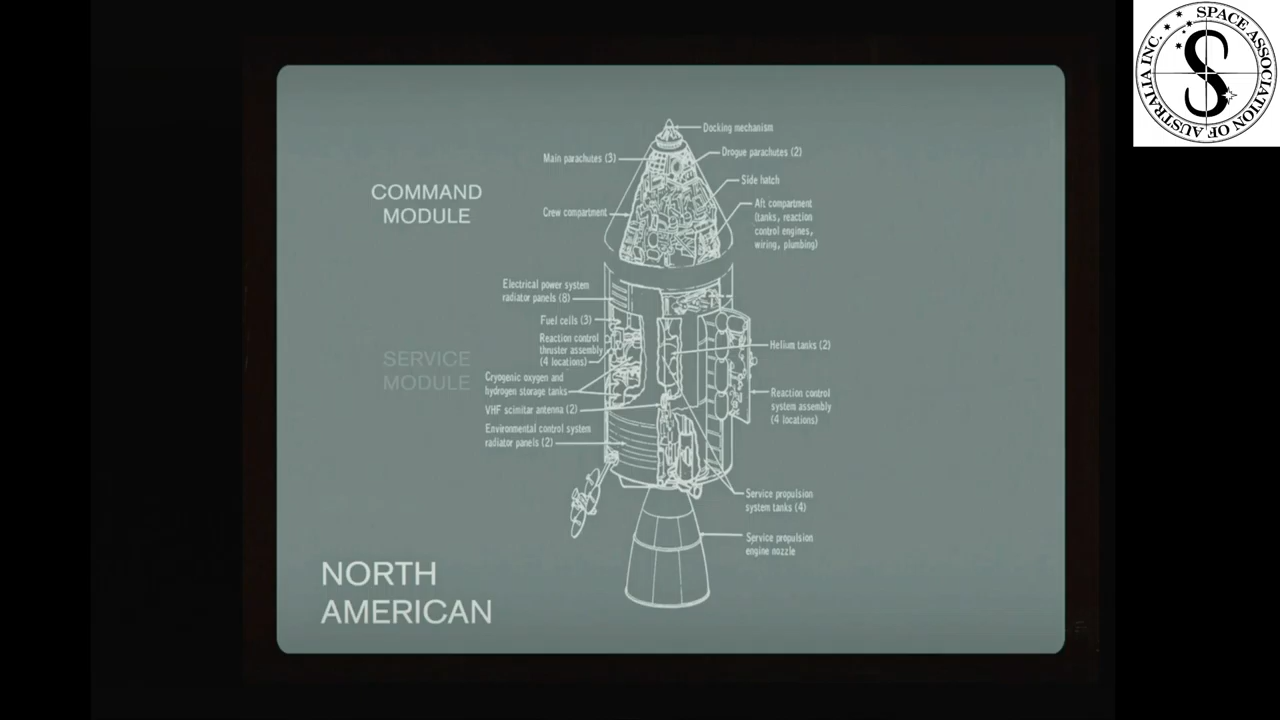 SPACE ASSOCIATION OF AUSTRALIA INC.
S
Docking mechanism
Main parachutes (3)
Drogue parachutes (2)
Side hatch
COMMAND
MODULE
Crew compartment
Aft compartment
(tanks, reaction
control engines,
wiring, plumbing)
Electrical power system
radiator panels (8)
Fuel cells (3)
Reaction control
thruster assembly
(4 locations)
Helium tanks (2)
SERVICE
MODULE
Cryogenic oxygen and
hydrogen storage tanks
Reaction control
system assembly
(4 locations)
VHF scimitar antenna (2)
Environmental control system
radiator panels (2)
Service propulsion
system tanks (4)
Service propulsion
engine nozzle
NORTH
AMERICAN